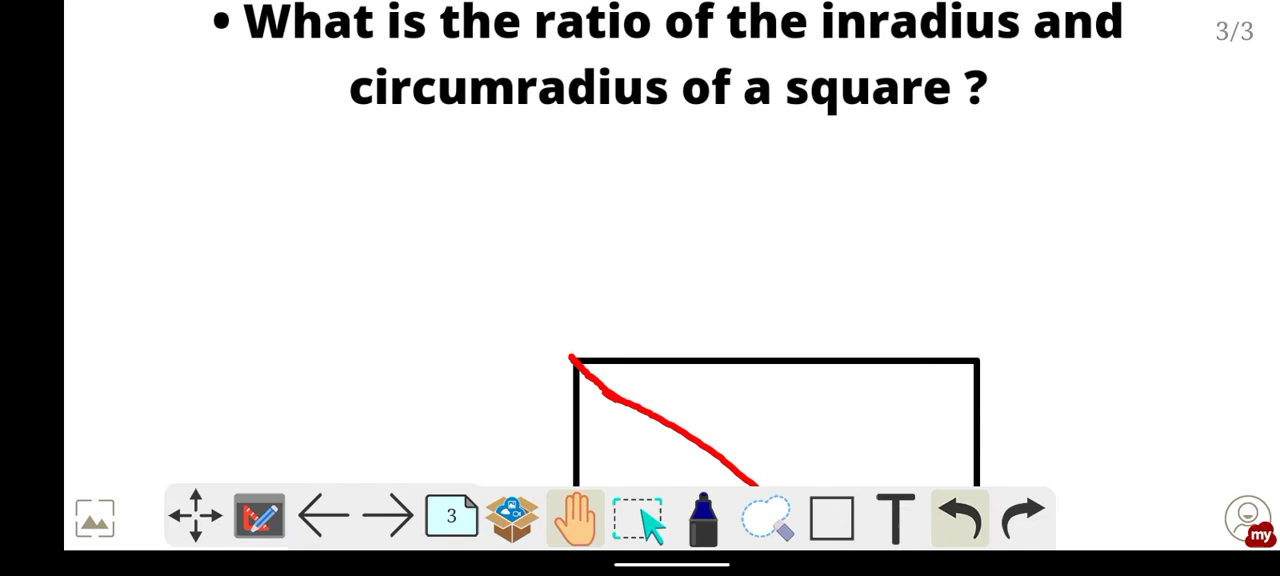 • What is the ratio of the inradius and
3/3
circumradius of a square ?
3
T
my